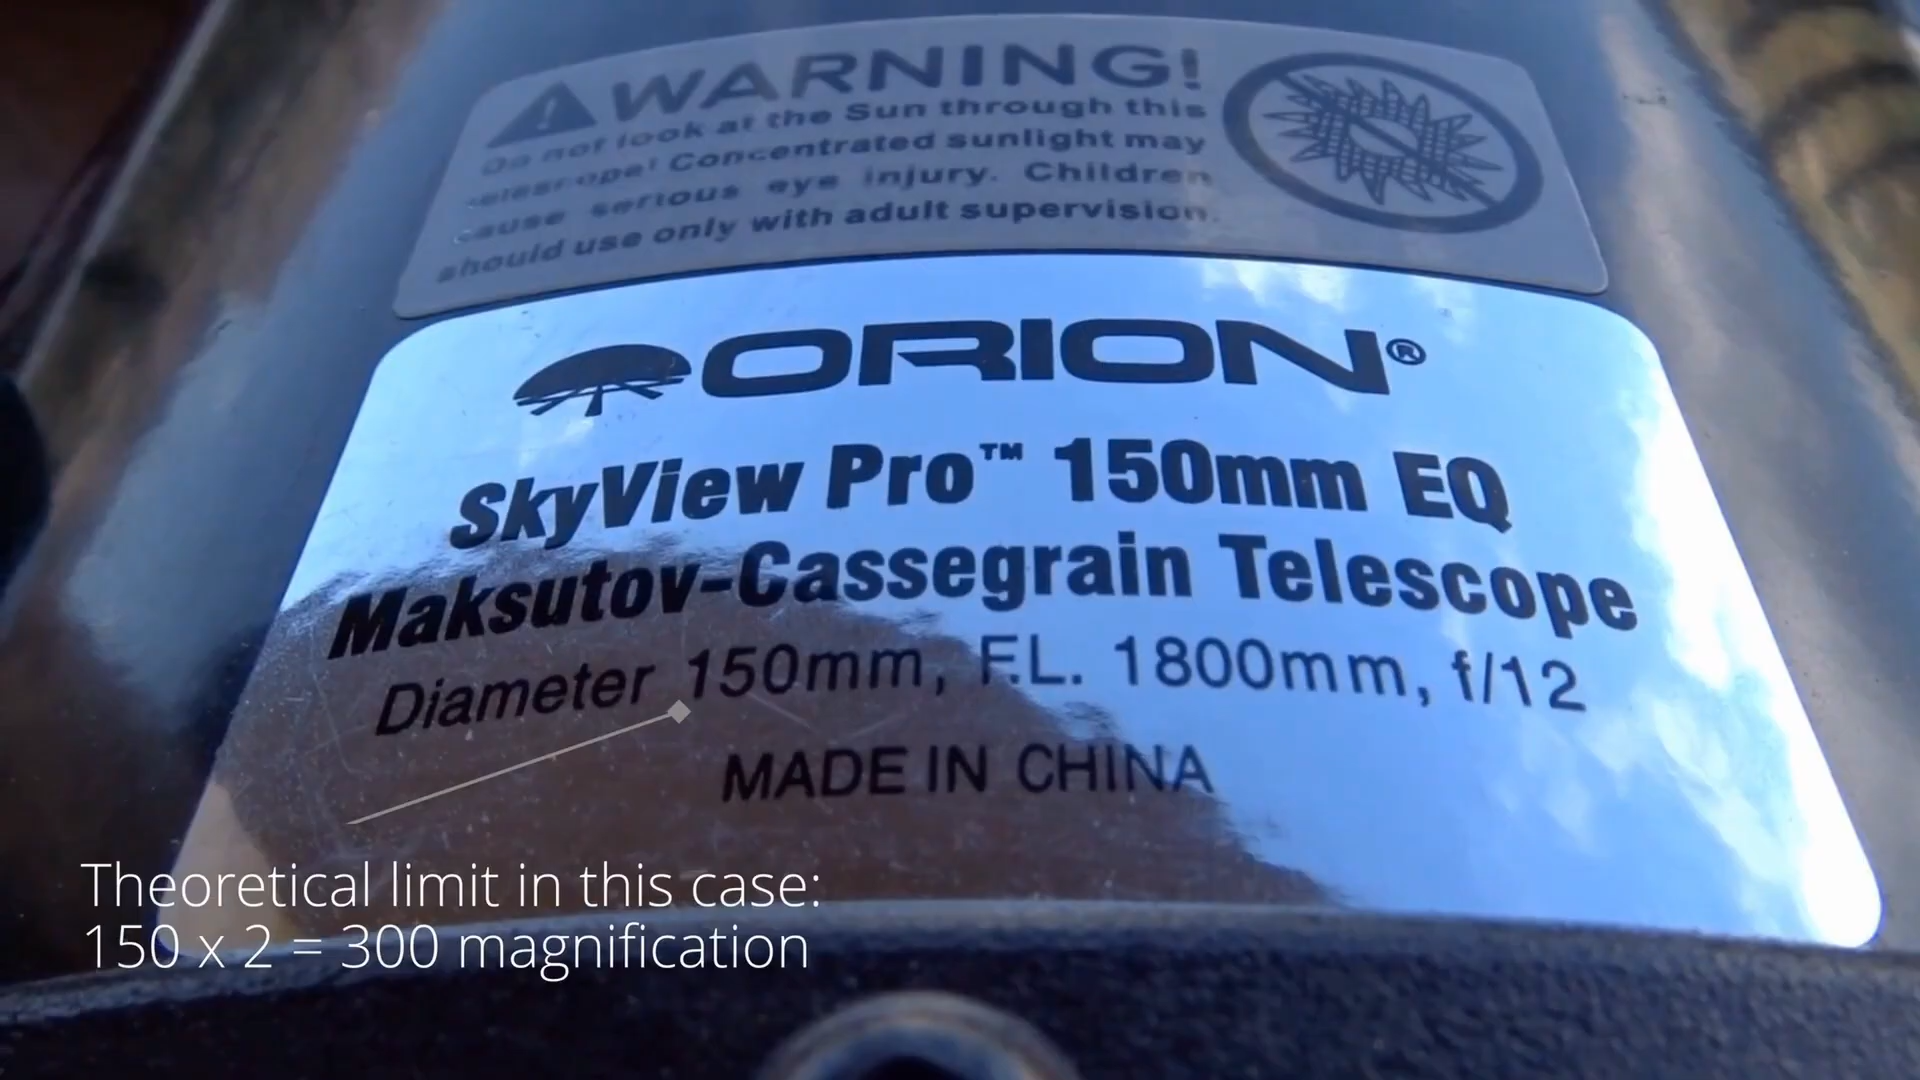 WARNING!
Do not look at the Sun through this
telescope! Concentrated sunlight may
cause serious eye injury. Children
should use only with adult supervision.
ORION®
SkyView Pro™ 150mm EQ
Maksutov-Cassegrain Telescope
Diameter 150mm, F.L. 1800mm, f/12
MADE IN CHINA
Theoretical limit in this case:
150 x 2 = 300 magnification